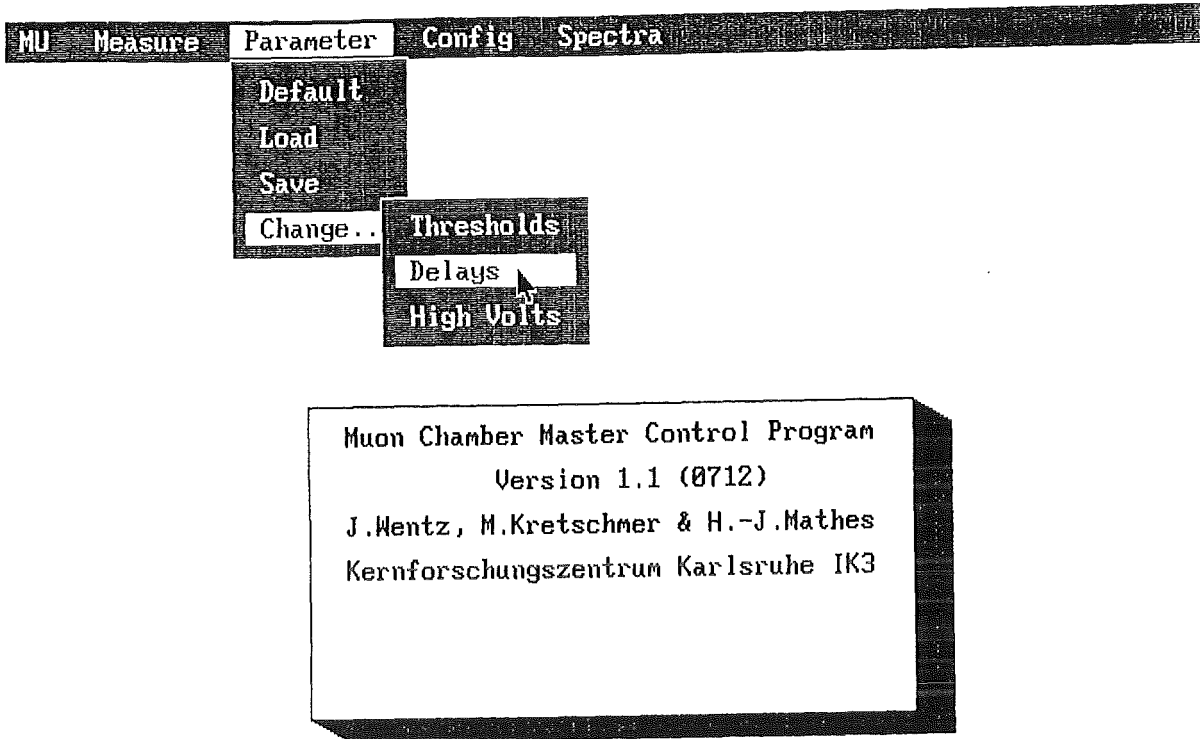 MU Measure Parameter Config Spectra
Default
Load
Save
Change..
Thresholds
Delays
High Volts
Muon Chamber Master Control Program
Version 1.1 (0712)
J.Wentz, M.Kretschmer & H.-J.Mathes
Kernforschungszentrum Karlsruhe IK3